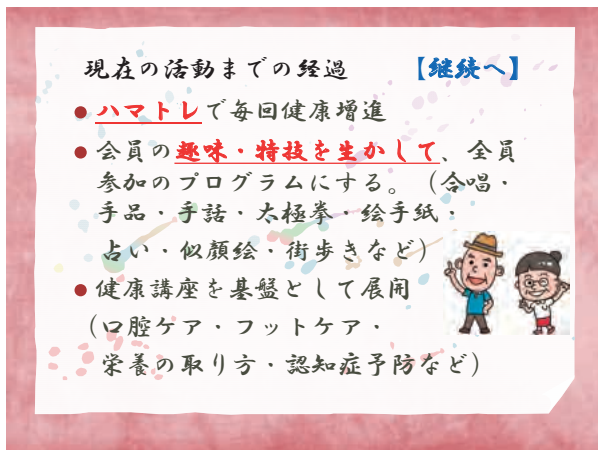 現在の活動までの経過　　【継続へ】
● ハマトレで毎回健康増進
● 会員の趣味・特技を生かして、全員
参加のプログラムにする。（合唱・
手品・手話・太極拳・絵手紙・
占い・似顔絵・街歩きなど）
● 健康講座を基盤として展開
（口腔ケア・フットケア・
栄養の取り方・認知症予防など）